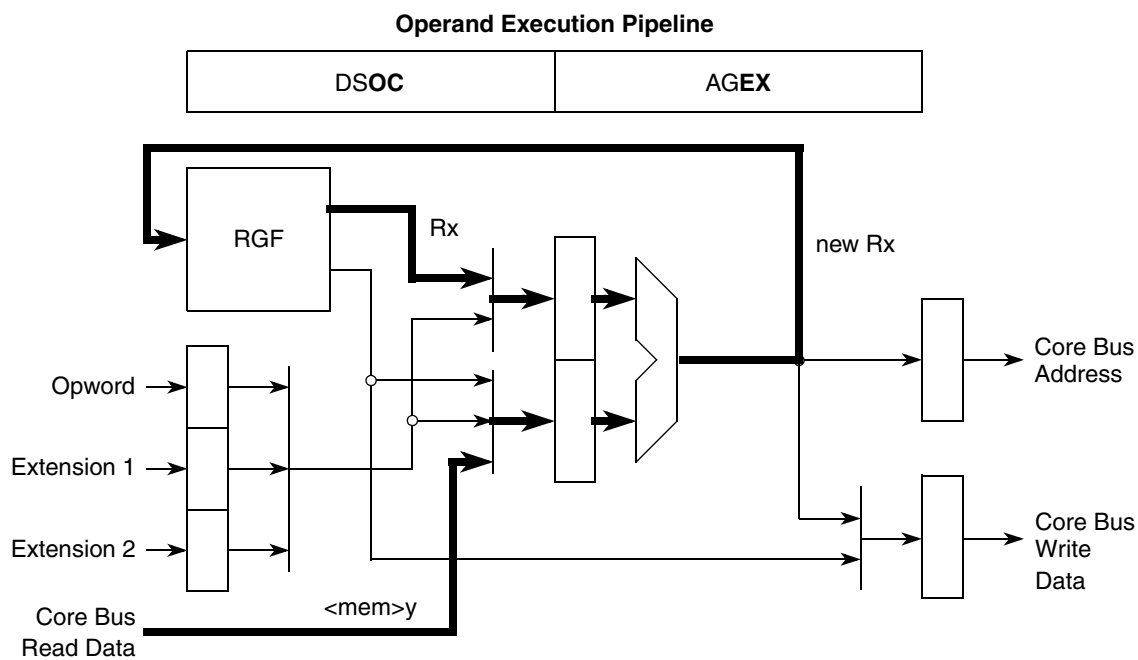 Operand Execution Pipeline
DSOC
AGEX
RGF
Rx
new Rx
Opword
Extension 1
Extension 2
Core Bus
Read Data
<mem>y
Core Bus
Address
Core Bus
Write
Data